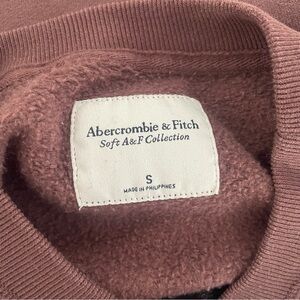 Abercrombie & Fitch
Soft A&F Collection
S
MADE IN PHILIPPINES